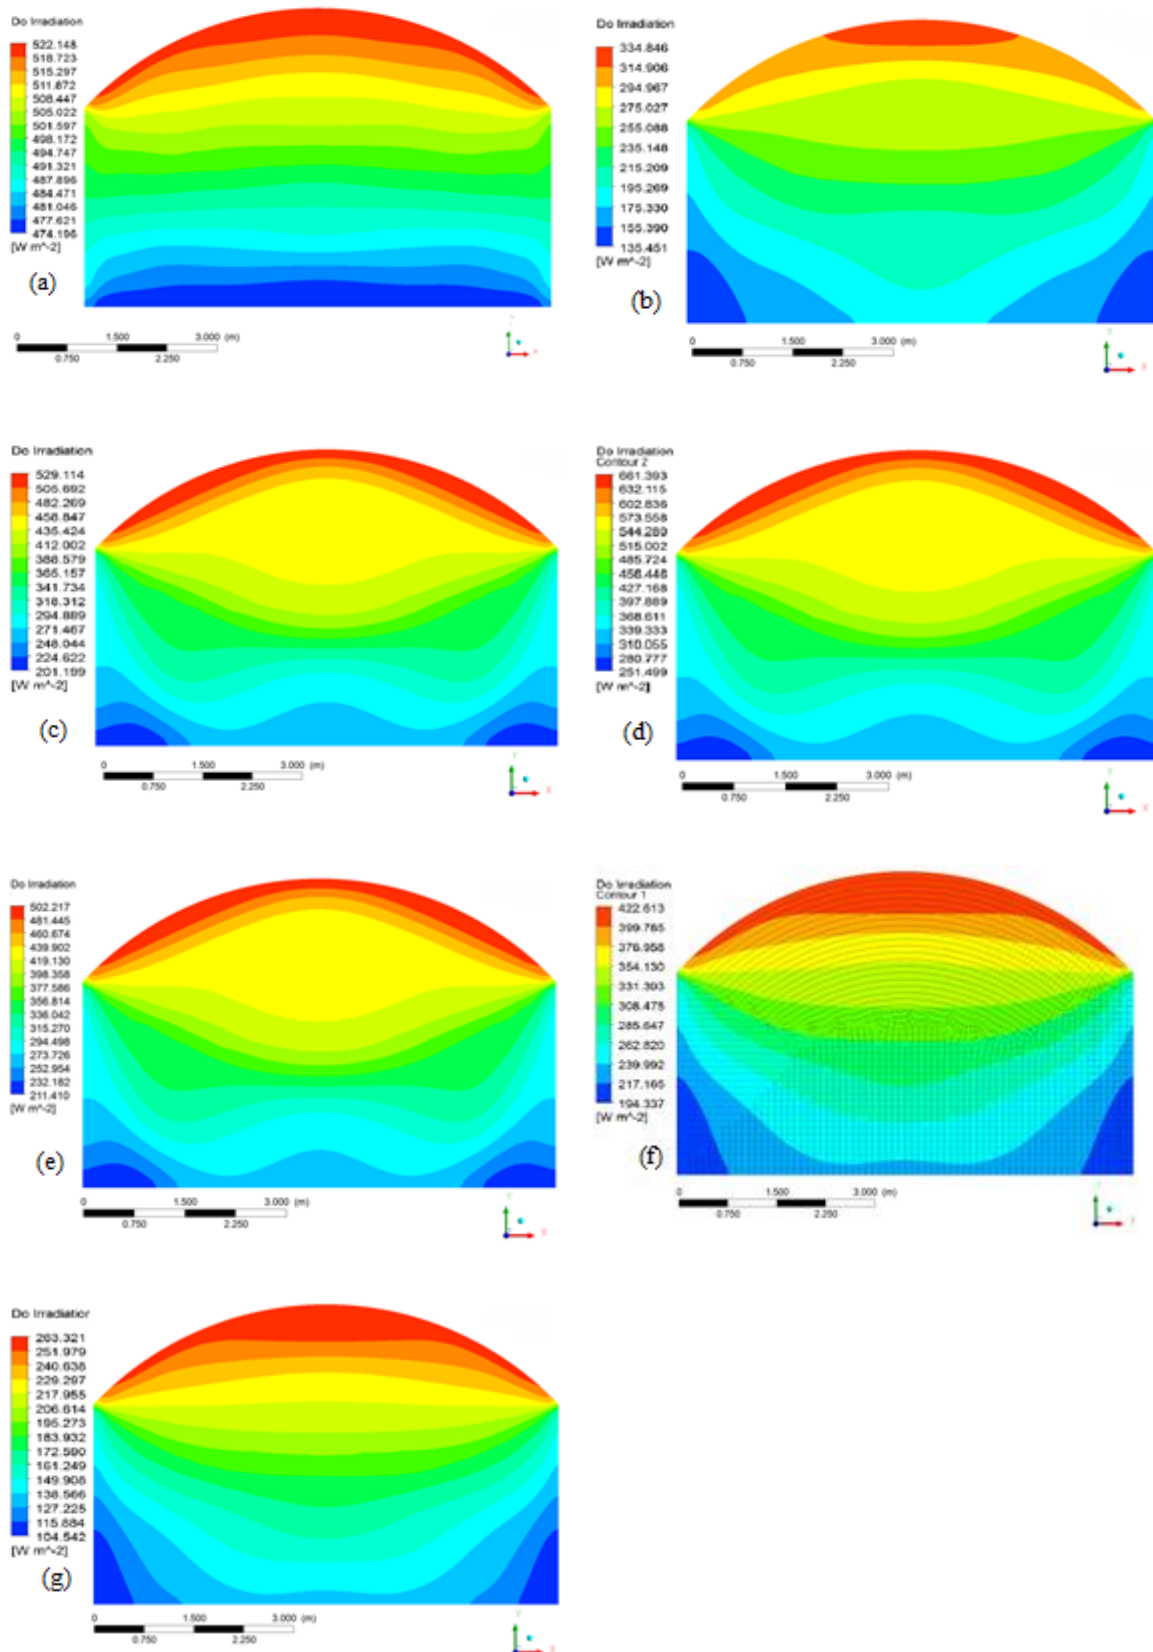 Do Irradiation
522.148
518.723
515.297
511.872
508.447
505.022
501.597
498.172
494.747
491.321
487.896
484.471
481.046
477.621
474.196
[W m^-2]
(a)
0 1.500 3.000 (m)
0.750 2.250
X
Do Irradiation
334.846
314.906
294.967
275.027
255.088
235.148
215.209
195.269
175.330
155.390
135.451
[W m^-2]
(b)
0 1.500 3.000 (m)
0.750 2.250
Y
X
Do Irradiation
529.114
505.692
482.269
458.847
435.424
412.002
388.579
365.157
341.734
318.312
294.889
271.467
248.044
224.622
201.199
[W m^-2]
(c)
0 1.500 3.000 (m)
0.750 2.250
Y
X
Do Irradiation
Contour 2
661.393
632.115
602.836
573.558
544.280
515.002
485.724
456.446
427.168
397.889
368.611
339.333
310.055
280.777
251.499
[W m^-2]
(d)
0 1.500 3.000 (m)
0.750 2.250
Y
X
Do Irradiation
502.217
481.445
460.674
439.902
419.130
398.358
377.586
356.814
336.042
315.270
294.498
273.726
252.954
232.182
211.410
[W m^-2]
(e)
0 1.500 3.000 (m)
0.750 2.250
Y
X
Do Irradiation
Contour 1
422.613
399.785
376.958
354.130
331.303
308.475
285.647
262.820
239.992
217.165
194.337
[W m^-2]
(f)
0 1.500 3.000 (m)
0.750 2.250
Do Irradiation
263.321
251.979
240.638
229.297
217.955
206.614
195.273
183.932
172.590
161.249
149.908
138.566
127.225
115.884
104.542
[W m^-2]
(g)
0 1.500 3.000 (m)
0.750 2.250
Y
X